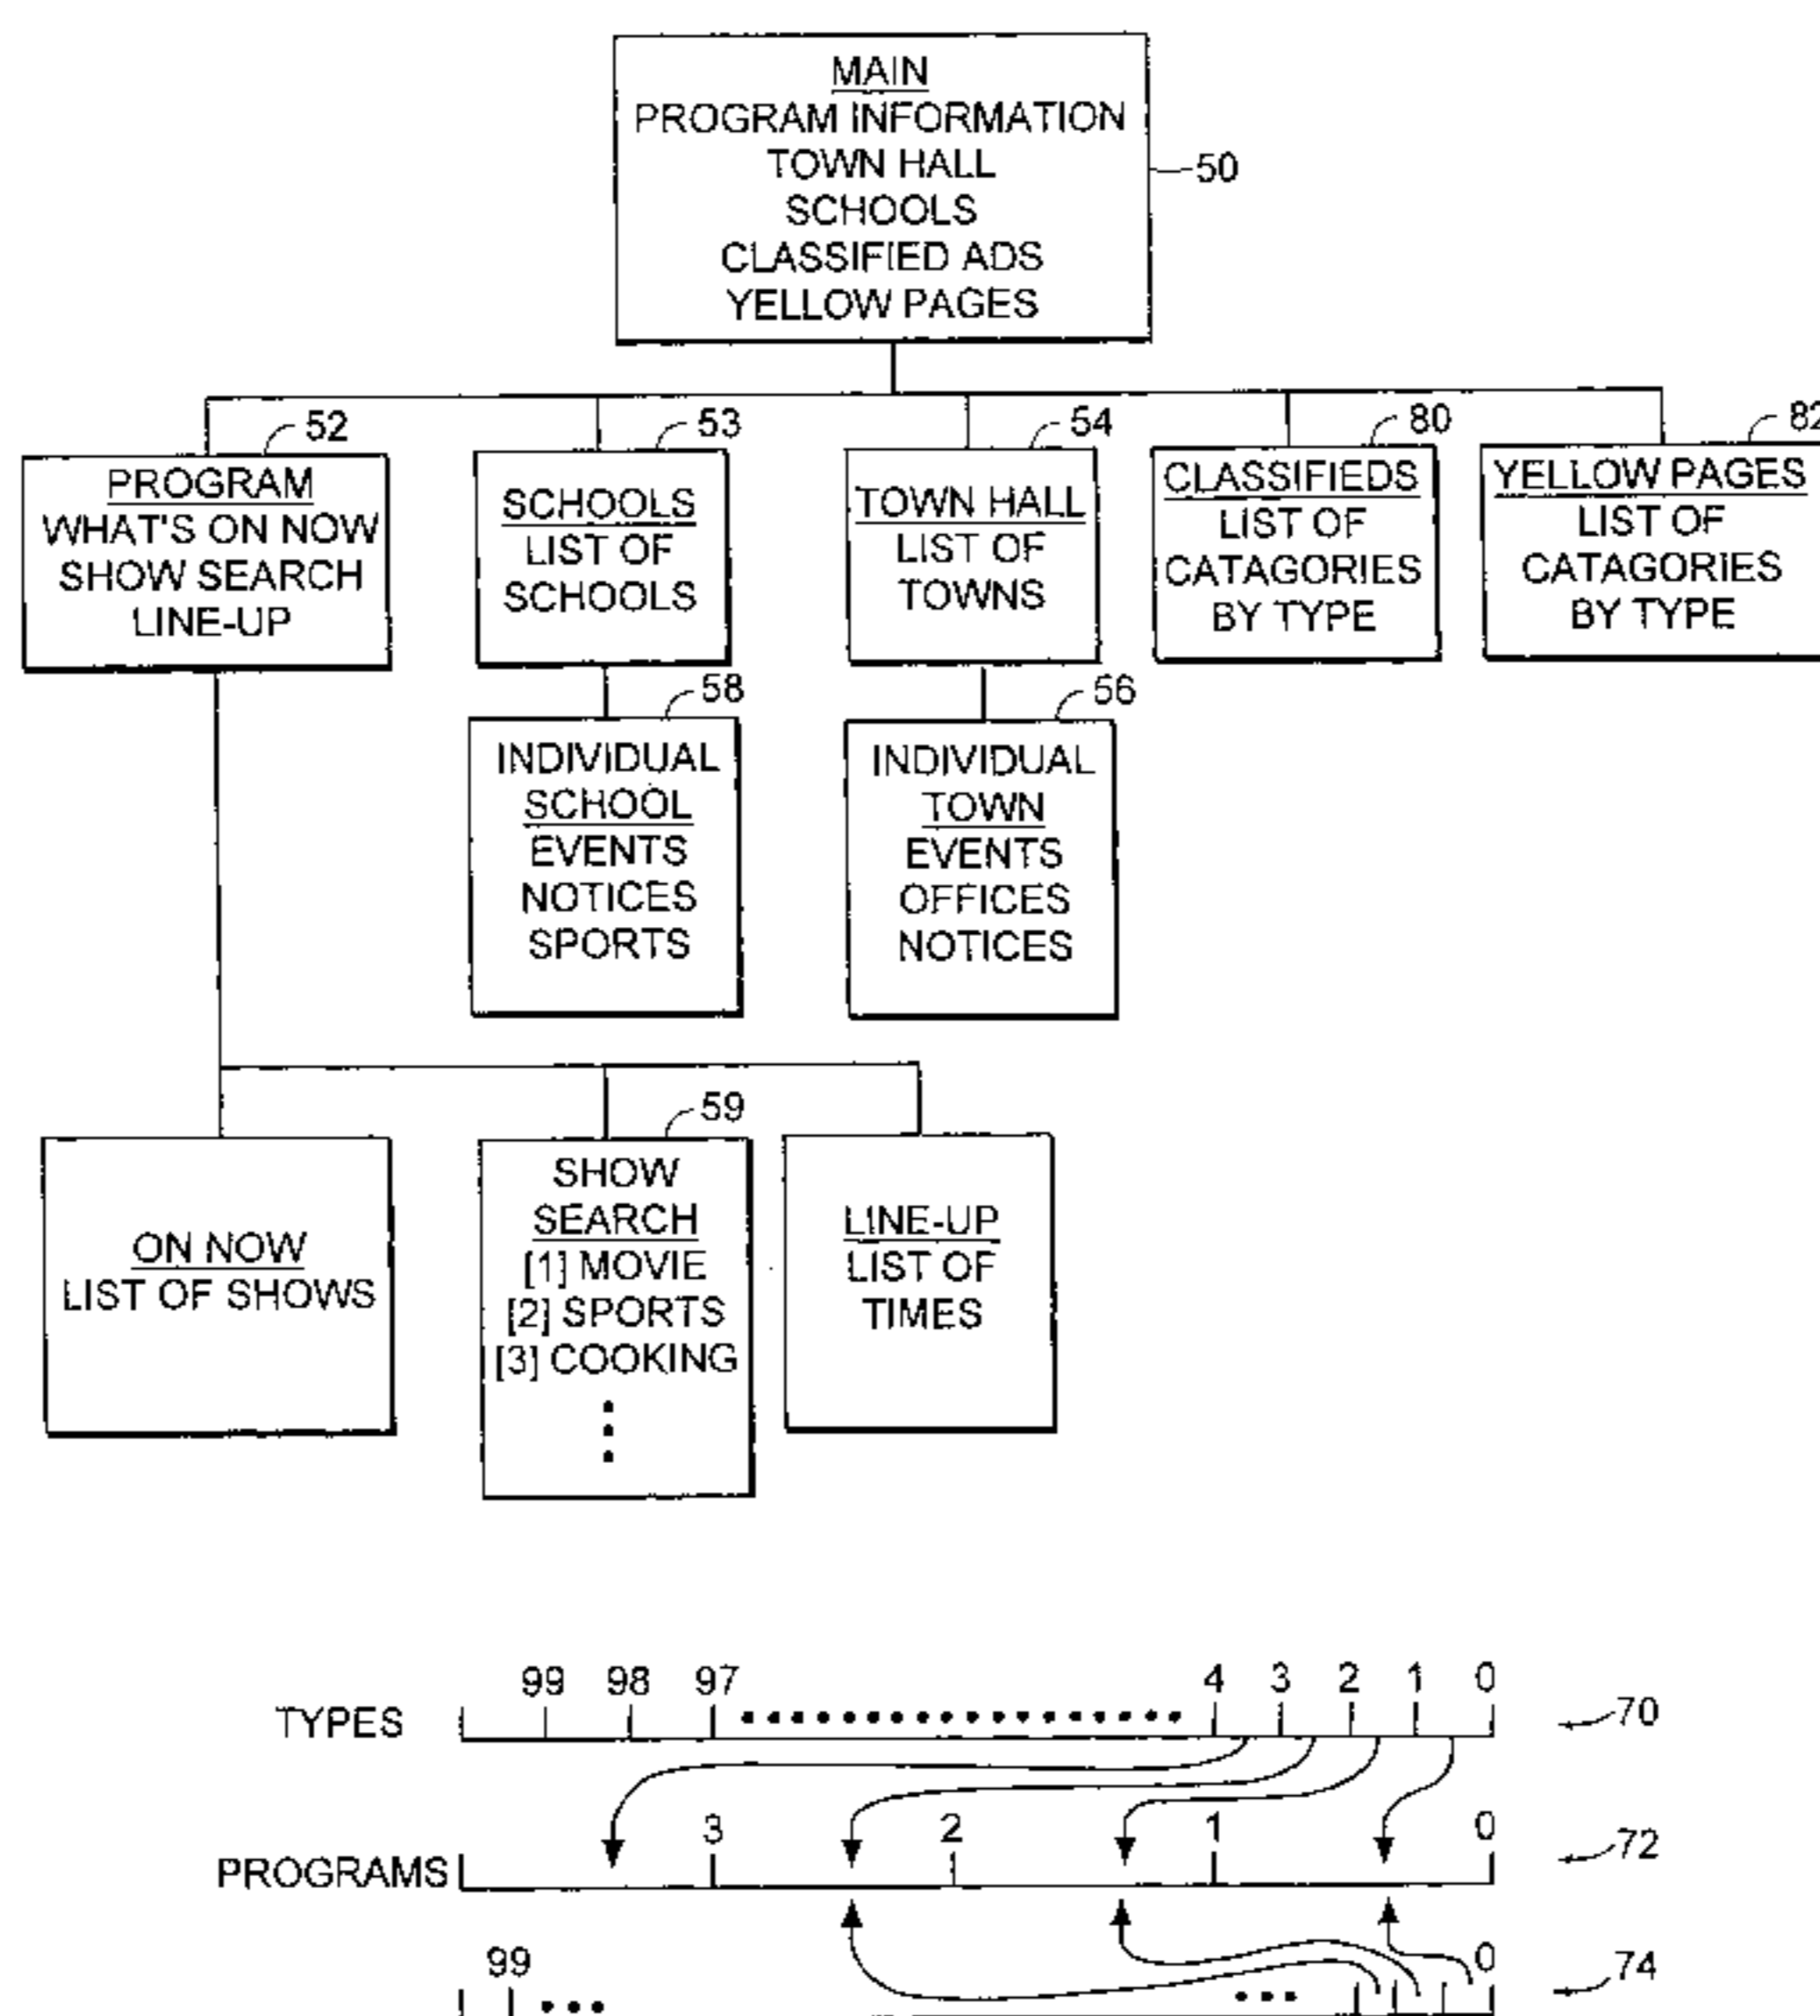 MAIN
PROGRAM INFORMATION
TOWN HALL
SCHOOLS
CLASSIFIED ADS
YELLOW PAGES
50
52
PROGRAM
WHAT'S ON NOW
SHOW SEARCH
LINE-UP
53
SCHOOLS
LIST OF
SCHOOLS
54
TOWN HALL
LIST OF
TOWNS
80
CLASSIFIEDS
LIST OF
CATAGORIES
BY TYPE
82
YELLOW PAGES
LIST OF
CATAGORIES
BY TYPE
58
INDIVIDUAL
SCHOOL
EVENTS
NOTICES
SPORTS
56
INDIVIDUAL
TOWN
EVENTS
OFFICES
NOTICES
ON NOW
LIST OF SHOWS
59
SHOW
SEARCH
[1] MOVIE
[2] SPORTS
[3] COOKING
LINE-UP
LIST OF
TIMES
99 98 97 4 3 2 1 0
TYPES 70
3 2 1 0
PROGRAMS 72
99 0
74